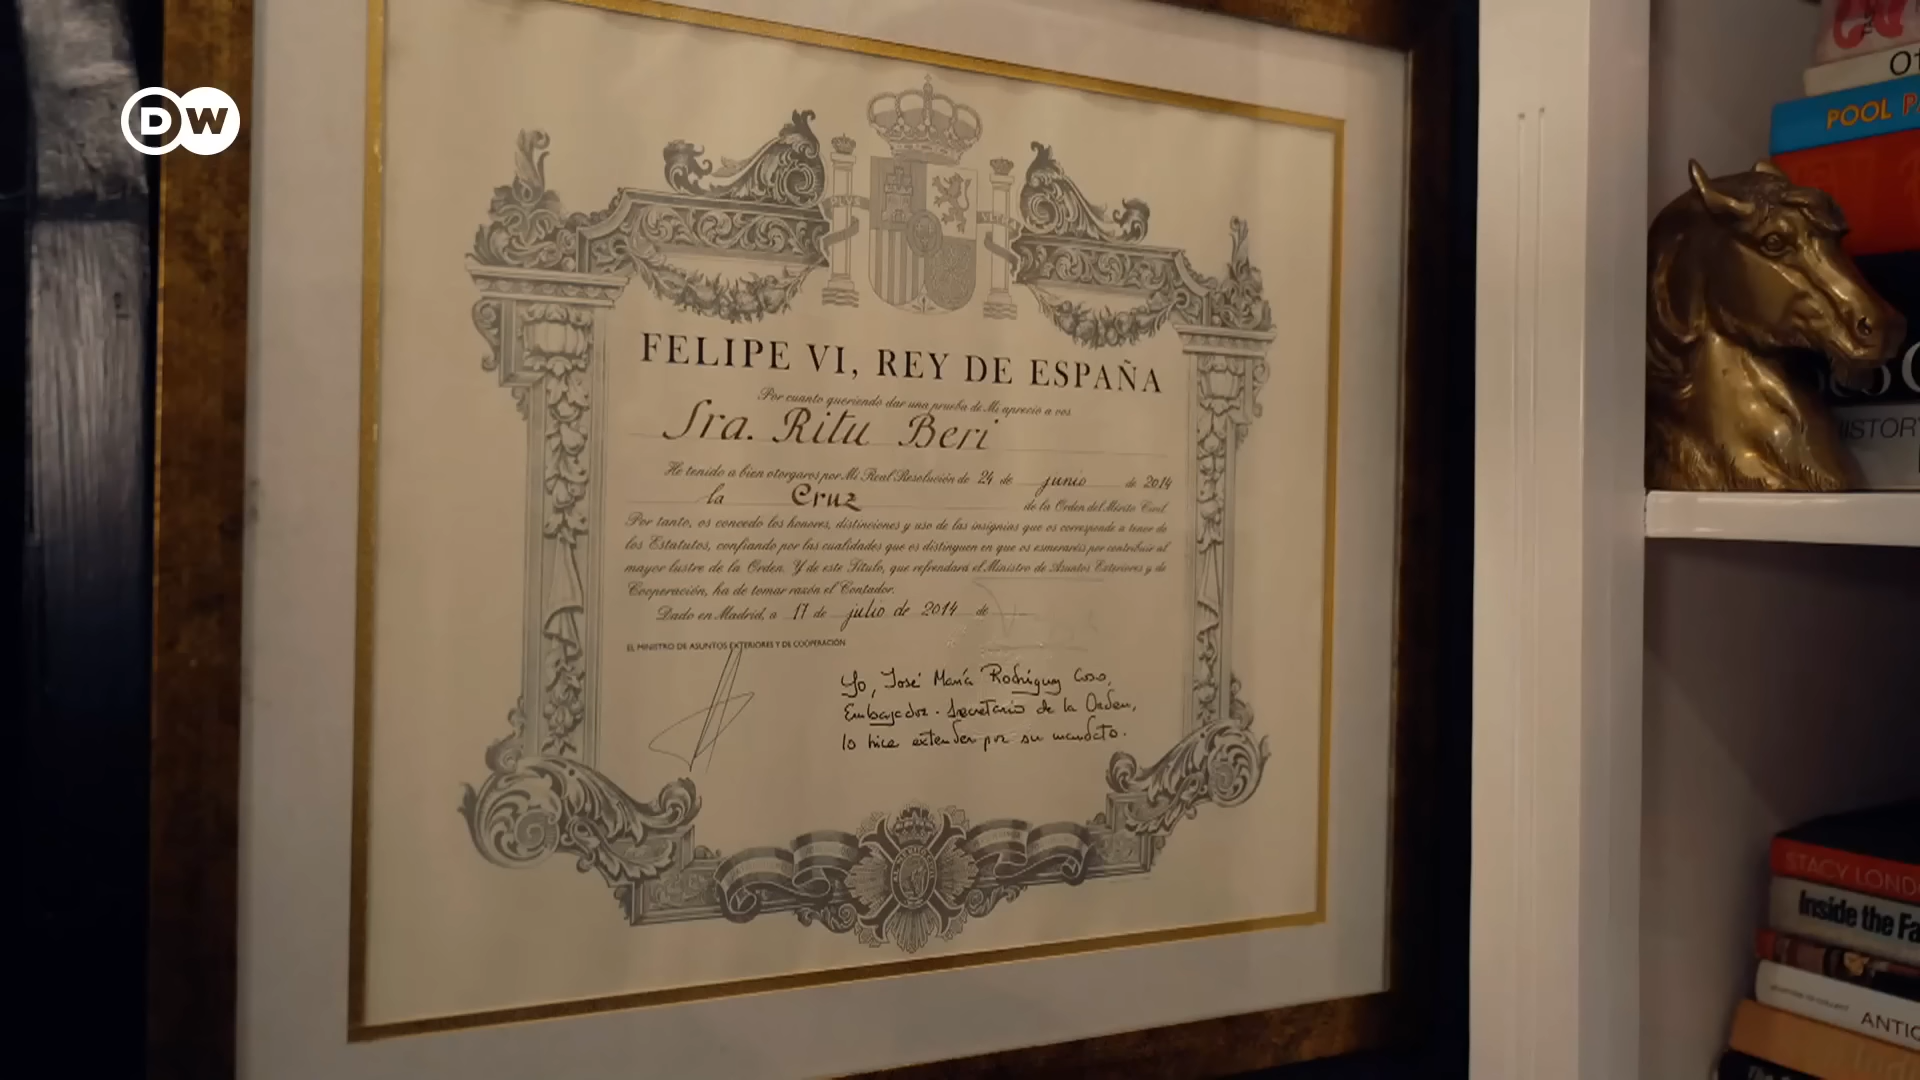 DW
FELIPE VI, REY DE ESPAÑA
Por cuanto queriendo dar una prueba de Mi aprecio a vos
Sra. Ritu Beri
He tenido a bien otorgaros por Mi Real Resolución de 24 de junio de 2014
la Cruz de la Orden del Mérito Civil
Por tanto, os concedo los honores, distinciones y uso de las insignias que os corresponde a tenor de
los Estatutos, confiando por las cualidades que os distinguen en que os esmeraréis por contribuir al
mayor lustre de la Orden. Y de este Título, que refrendará el Ministro de Asuntos Exteriores y de
Cooperación, ha de tomar razón el Contador.
Dado en Madrid, a 17 de julio de 2014 de
EL MINISTRO DE ASUNTOS EXTERIORES Y DE COOPERACIÓN
Yo, José María Rodríguez Coso,
Embajador-Secretario de la Orden,
lo hice extender por su mandato.
POOL
STACY LOND
Inside the Fa
ANTIC